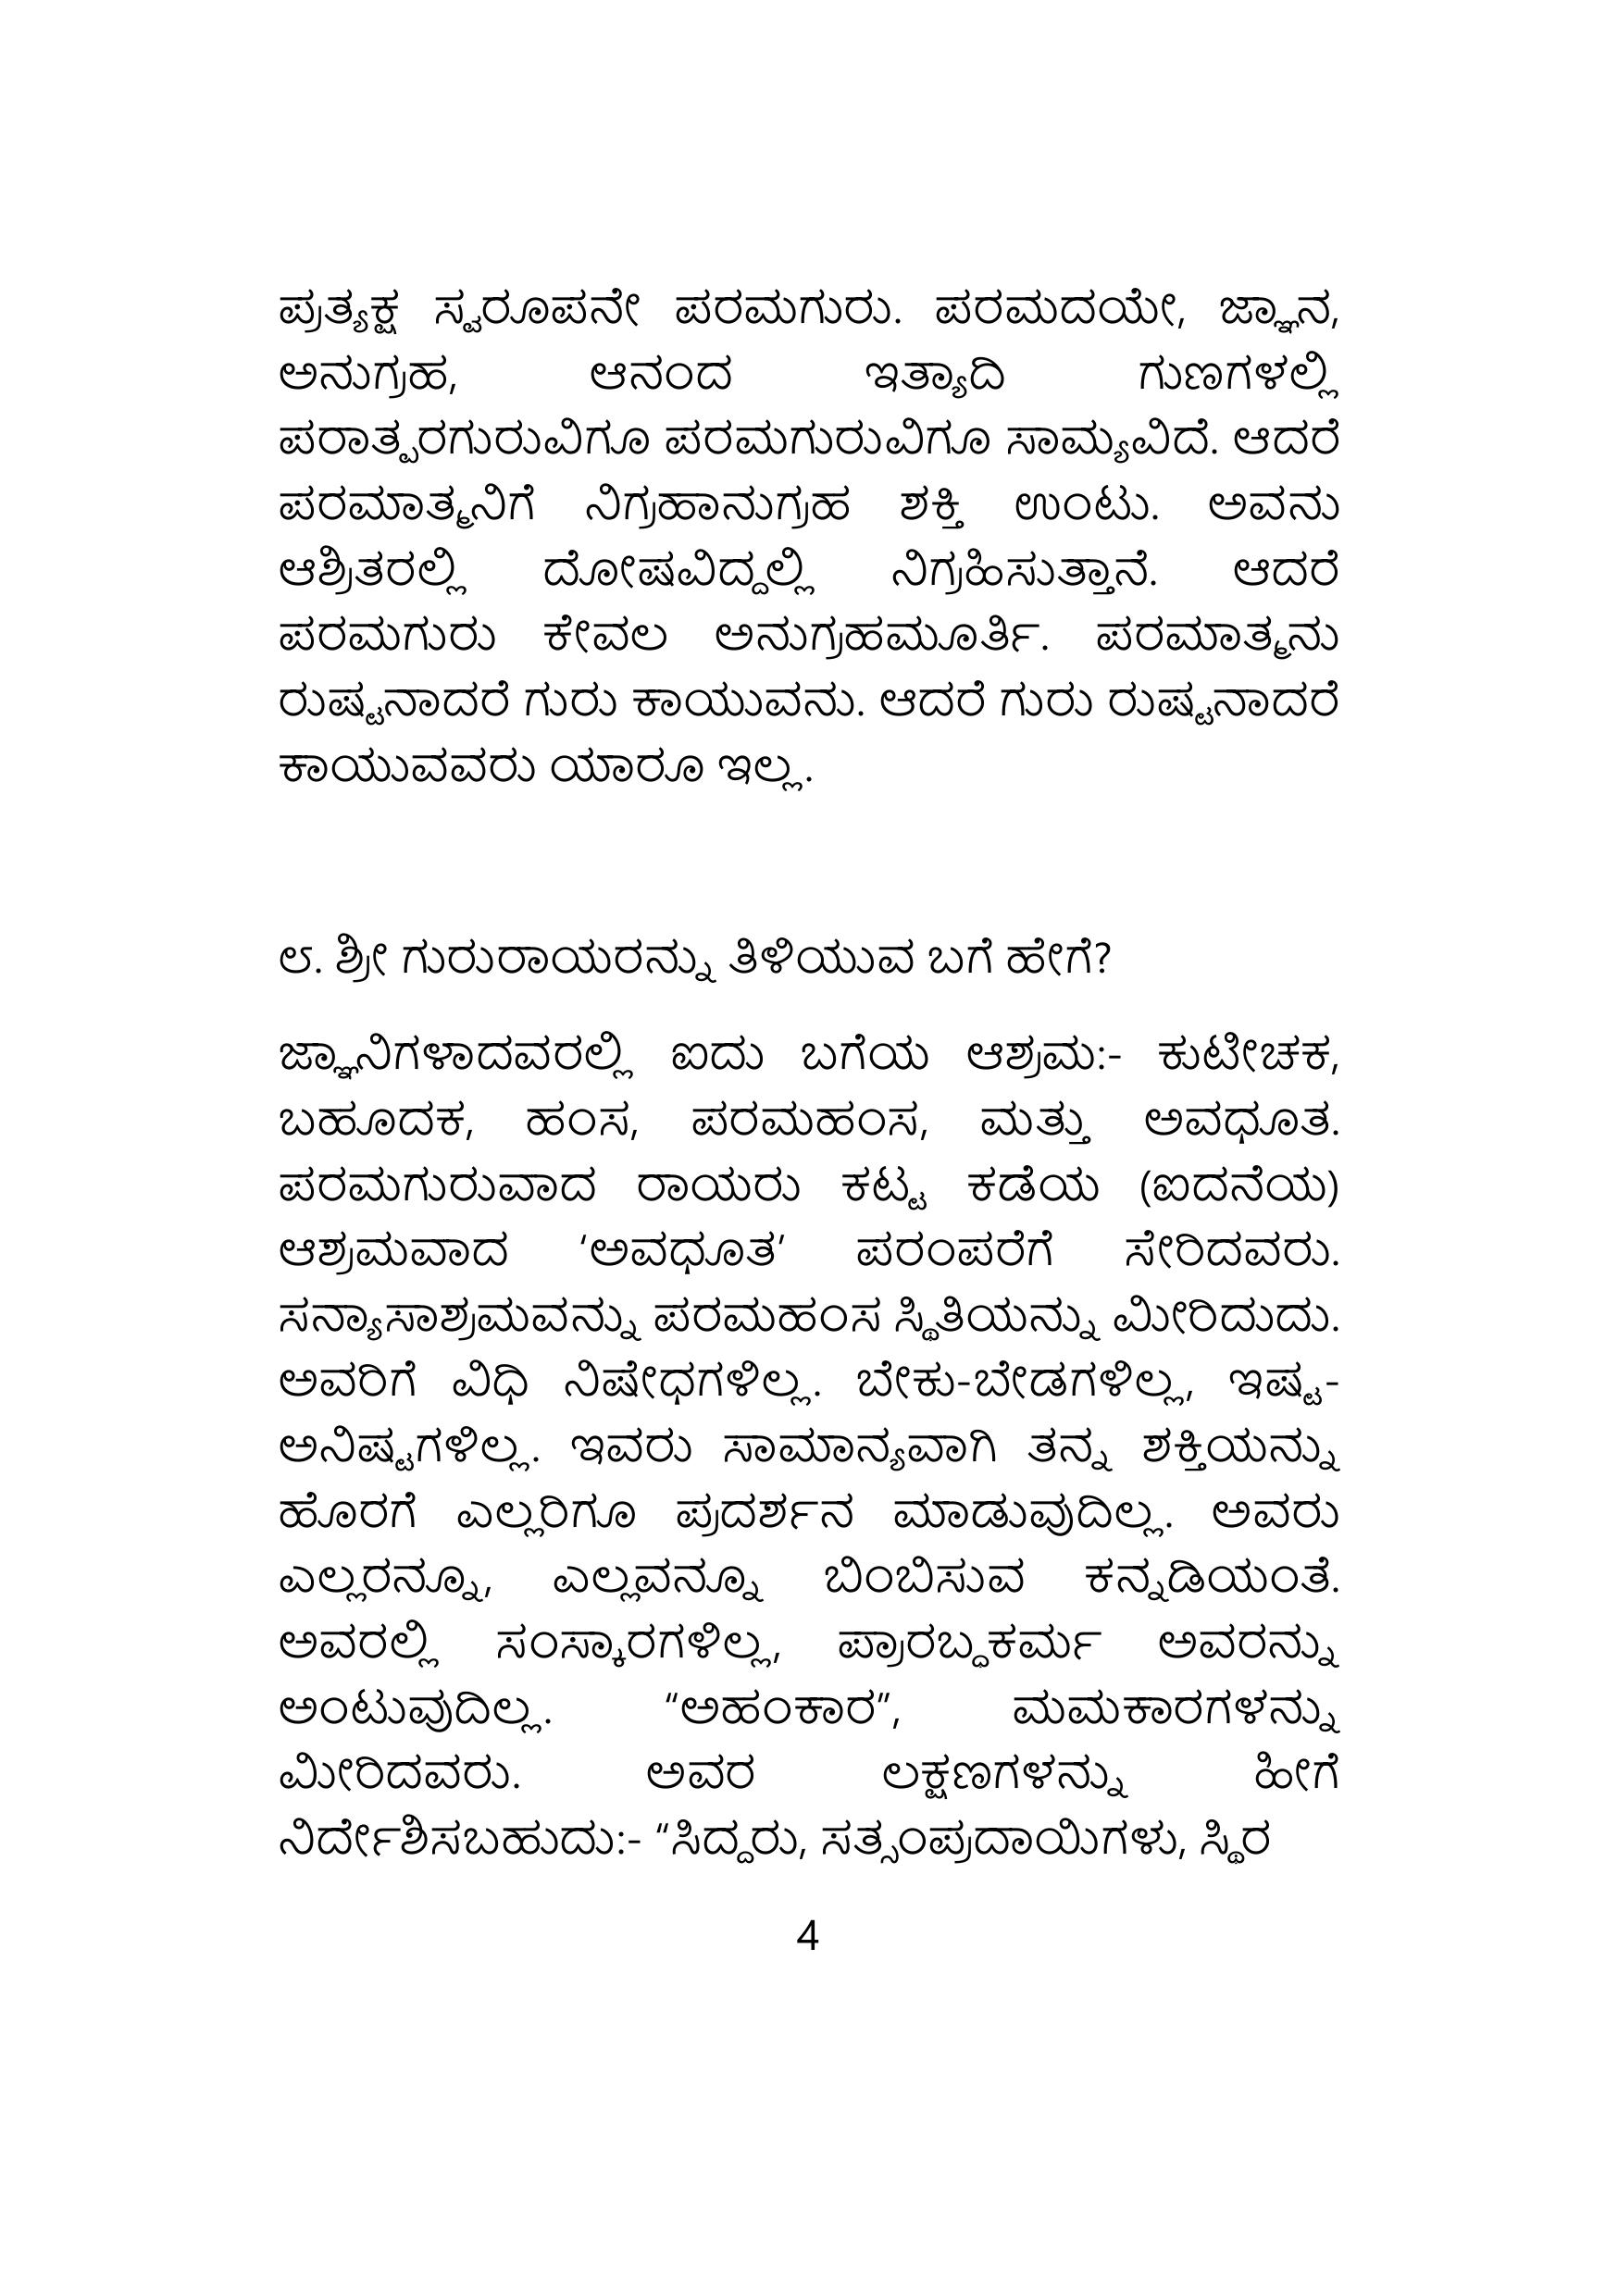 ಪ್ರತ್ಯಕ್ಷ ಸ್ವರೂಪನೇ ಪರಮಗುರು. ಪರಮದಯೇ, ಜ್ಞಾನ,
ಅನುಗ್ರಹ, ಆನಂದ ಇತ್ಯಾದಿ ಗುಣಗಳಲ್ಲಿ
ಪರಾತ್ಪರಗುರುವಿಗೂ ಪರಮಗುರುವಿಗೂ ಸಾಮ್ಯವಿದೆ. ಆದರೆ
ಪರಮಾತ್ಮನಿಗೆ ನಿಗ್ರಹಾನುಗ್ರಹ ಶಕ್ತಿ ಉಂಟು. ಅವನು
ಆಶ್ರಿತರಲ್ಲಿ ದೋಷವಿದ್ದಲ್ಲಿ ನಿಗ್ರಹಿಸುತ್ತಾನೆ. ಆದರೆ
ಪರಮಗುರು ಕೇವಲ ಅನುಗ್ರಹಮೂರ್ತಿ. ಪರಮಾತ್ಮನು
ರುಷ್ಟನಾದರೆ ಗುರು ಕಾಯುವನು. ಆದರೆ ಗುರು ರುಷ್ಟನಾದರೆ
ಕಾಯುವವರು ಯಾರೂ ಇಲ್ಲ.
೮. ಶ್ರೀ ಗುರುರಾಯರನ್ನು ತಿಳಿಯುವ ಬಗೆ ಹೇಗೆ?
ಜ್ಞಾನಿಗಳಾದವರಲ್ಲಿ ಐದು ಬಗೆಯ ಆಶ್ರಮ:- ಕುಟೀಚಕ,
ಬಹೂದಕ, ಹಂಸ, ಪರಮಹಂಸ, ಮತ್ತು ಅವಧೂತ.
ಪರಮಗುರುವಾದ ರಾಯರು ಕಟ್ಟ ಕಡೆಯ (ಐದನೆಯ)
ಆಶ್ರಮವಾದ ‘ಅವಧೂತ’ ಪರಂಪರೆಗೆ ಸೇರಿದವರು.
ಸನ್ಯಾಸಾಶ್ರಮವನ್ನು ಪರಮಹಂಸ ಸ್ಥಿತಿಯನ್ನು ಮೀರಿದುದು.
ಅವರಿಗೆ ವಿಧಿ ನಿಷೇಧಗಳಿಲ್ಲ. ಬೇಕು-ಬೇಡಗಳಿಲ್ಲ, ಇಷ್ಟ-
ಅನಿಷ್ಟಗಳಿಲ್ಲ. ಇವರು ಸಾಮಾನ್ಯವಾಗಿ ತನ್ನ ಶಕ್ತಿಯನ್ನು
ಹೊರಗೆ ಎಲ್ಲರಿಗೂ ಪ್ರದರ್ಶನ ಮಾಡುವುದಿಲ್ಲ. ಅವರು
ಎಲ್ಲರನ್ನೂ, ಎಲ್ಲವನ್ನೂ ಬಿಂಬಿಸುವ ಕನ್ನಡಿಯಂತೆ.
ಅವರಲ್ಲಿ ಸಂಸ್ಕಾರಗಳಿಲ್ಲ, ಪ್ರಾರಬ್ಧಕರ್ಮ ಅವರನ್ನು
ಅಂಟುವುದಿಲ್ಲ. “ಅಹಂಕಾರ”, ಮಮಕಾರಗಳನ್ನು
ಮೀರಿದವರು. ಅವರ ಲಕ್ಷಣಗಳನ್ನು ಹೀಗೆ
ನಿರ್ದೇಶಿಸಬಹುದು:- “ಸಿದ್ದರು, ಸತ್ಸಂಪ್ರದಾಯಿಗಳು, ಸ್ಥಿರ
4